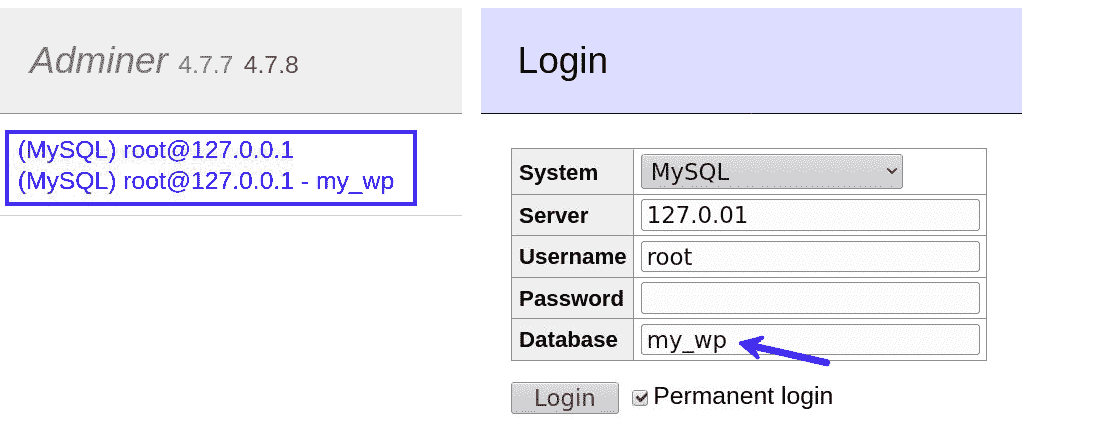 Adminer 4.7.7 4.7.8
(MySQL) root@127.0.0.1
(MySQL) root@127.0.0.1 - my_wp
Login
System MySQL
Server 127.0.01
Username root
Password
Database my_wp
Login Permanent login